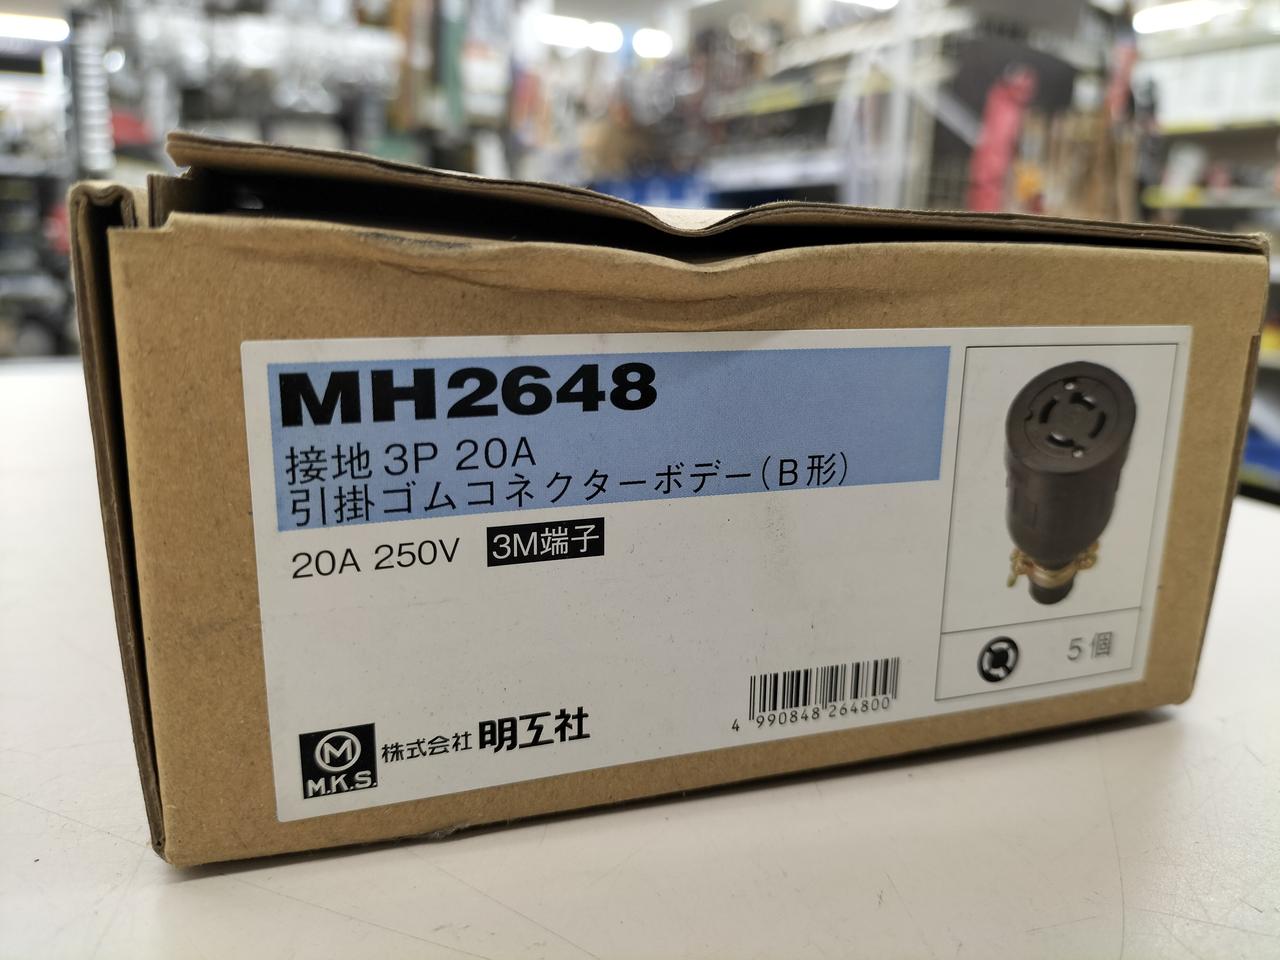 MH2648
接地 3P 20A
引掛ゴムコネクターボデー(B形)
20A 250V 3M端子
5個
4 990848 264800
M
M.K.S.
株式会社 明工社